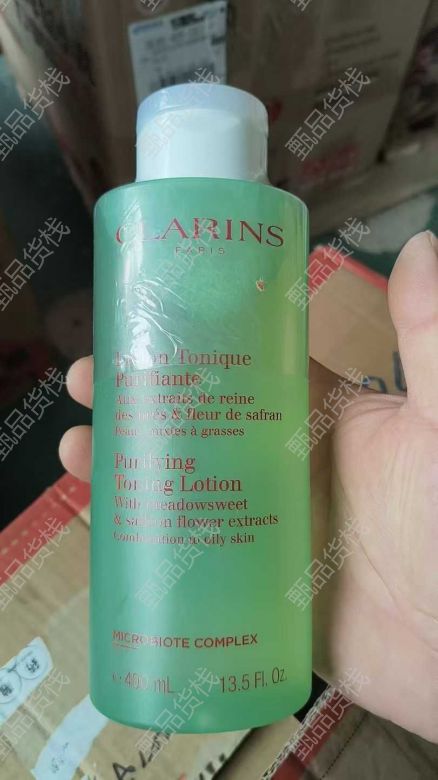 CLARINS
PARIS
Lotion Tonique
Purifiante
Aux extraits de reine
des prés & fleur de safran
Peaux mixtes à grasses
Purifying
Toning Lotion
With meadowsweet
& saffron flower extracts
Combination to oily skin
MICROBIOTE COMPLEX
e 400 mL
13.5 Fl. Oz.
甄品货栈